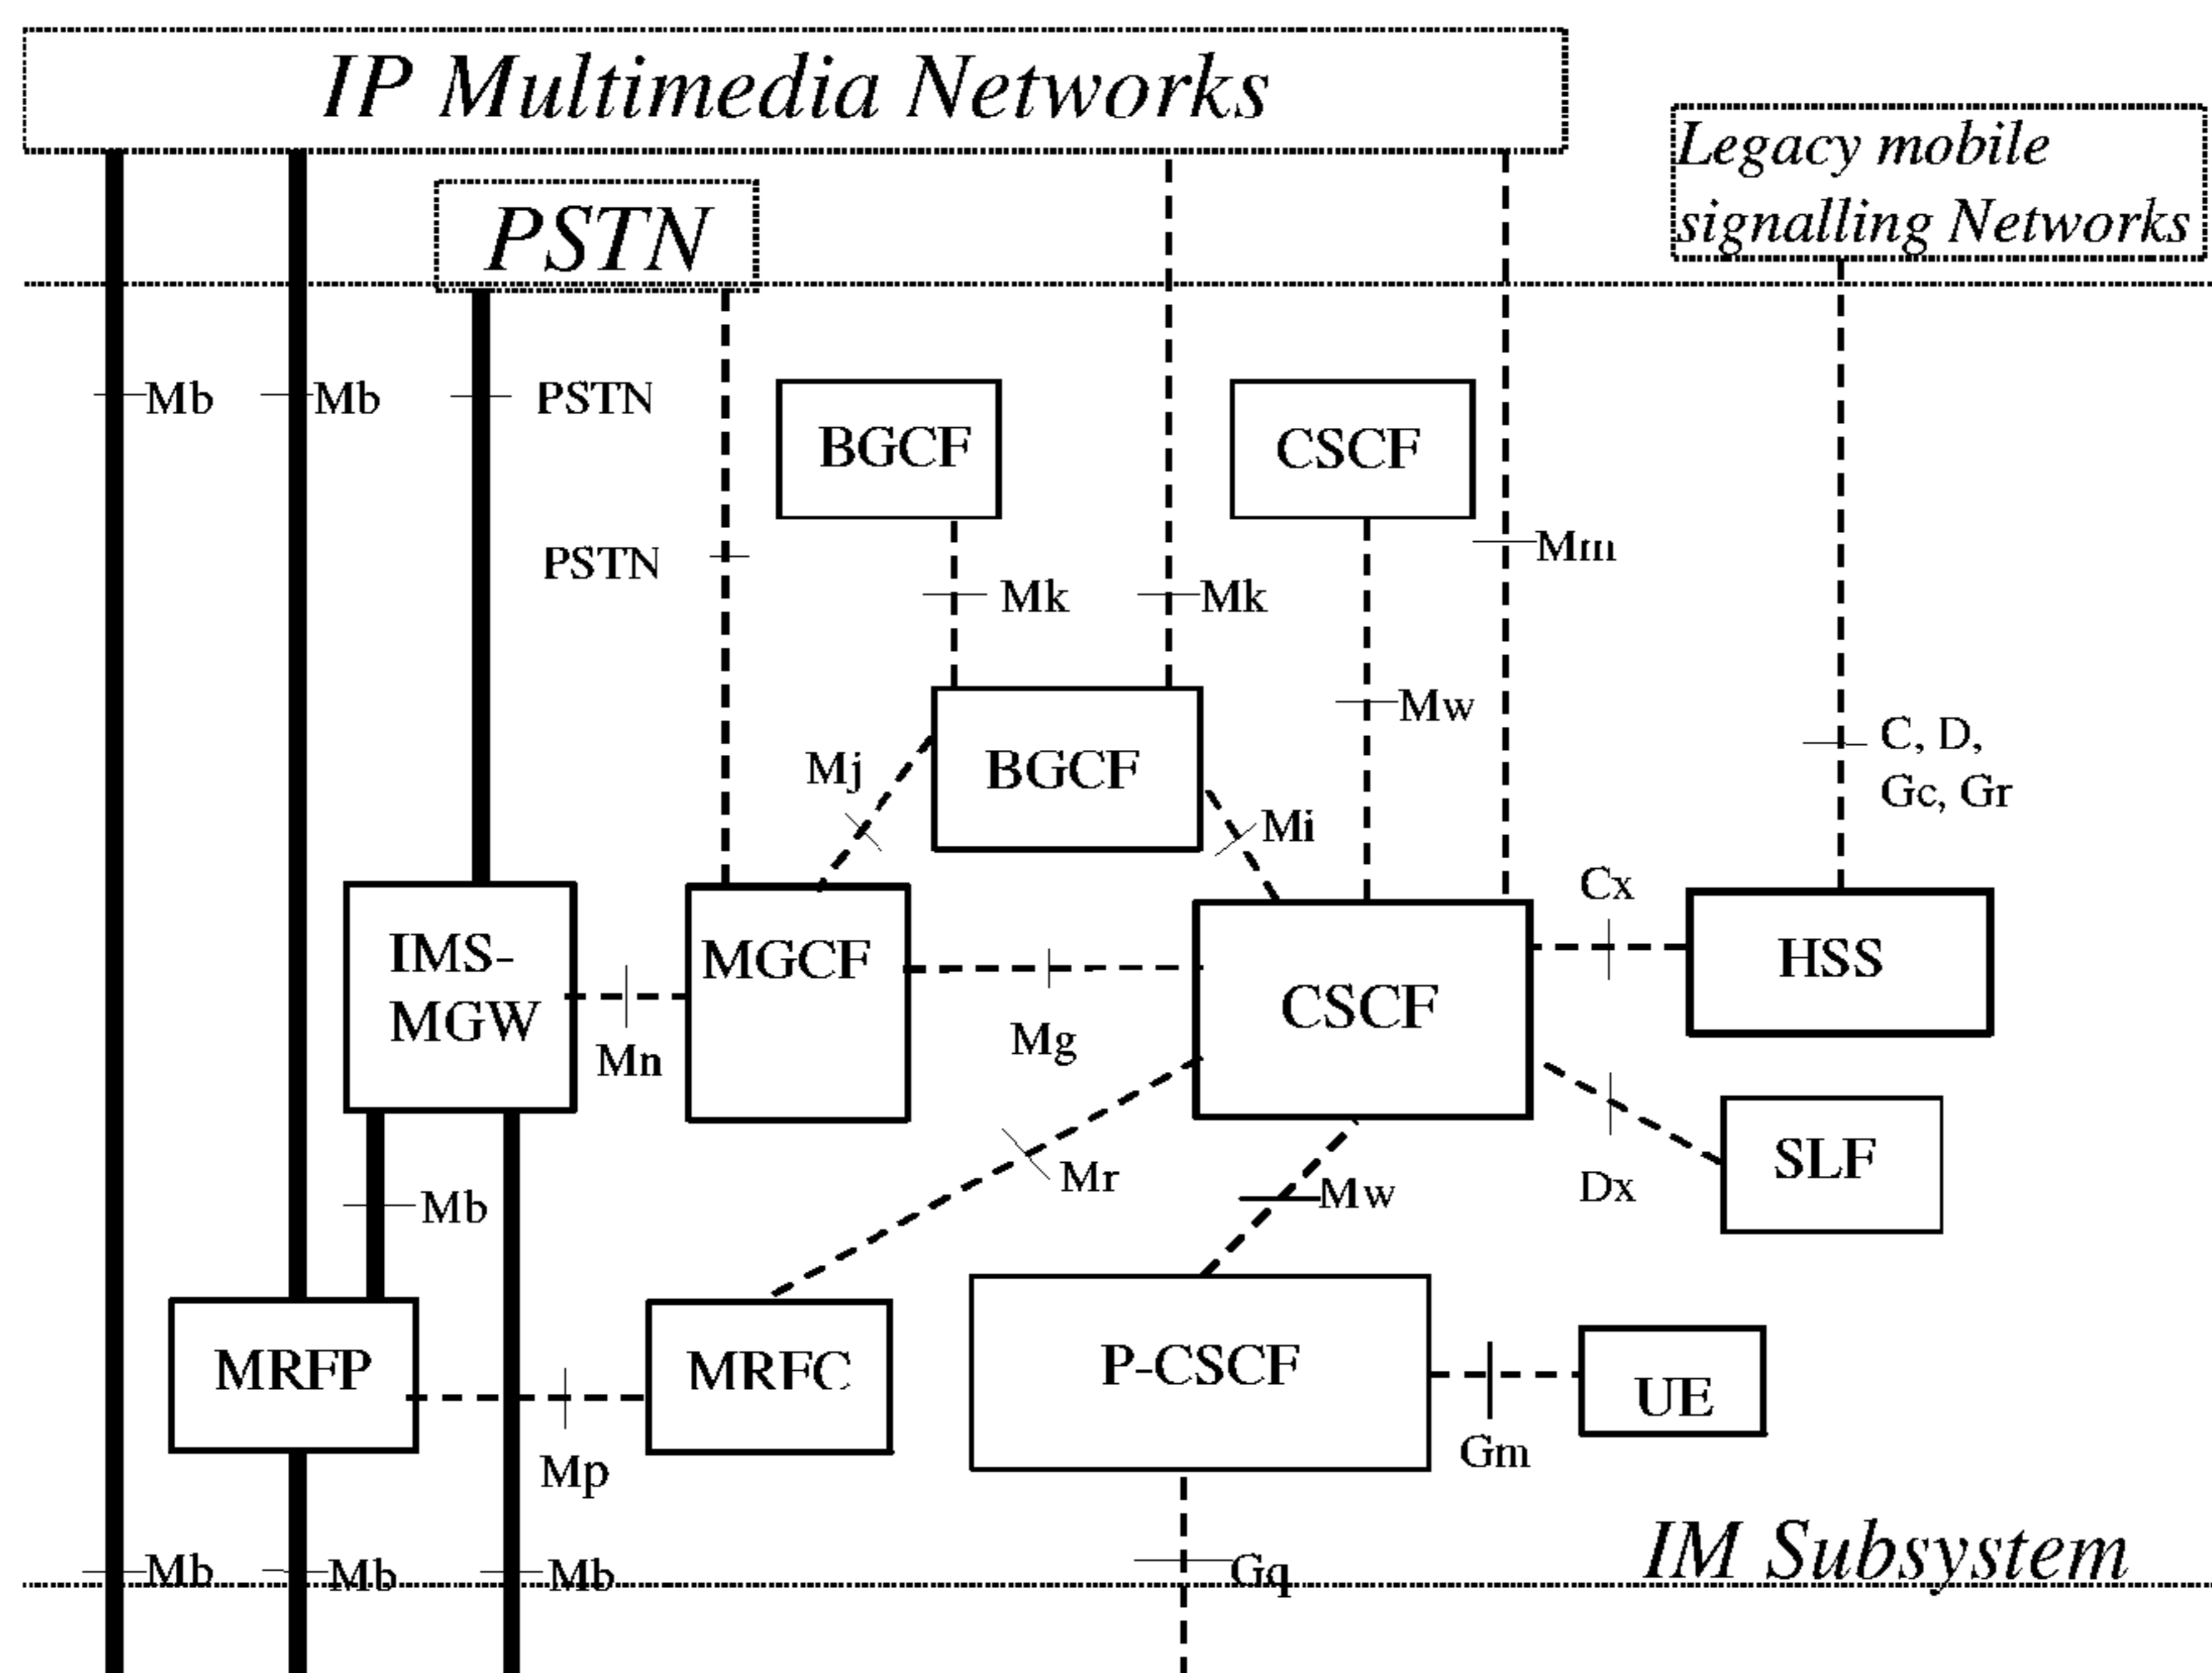 IP Multimedia Networks
Legacy mobile
signalling Networks
PSTN
Mb
Mb
PSTN
BGCF
CSCF
PSTN
Mm
Mk
Mk
Mw
C, D,
Gc, Gr
Mj
BGCF
Mi
Cx
IMS-
MGW
MGCF
HSS
CSCF
Mn
Mg
Mr
Mw
Dx
SLF
Mb
MRFP
MRFC
P-CSCF
UE
Gm
Mp
IM Subsystem
Mb
Mb
Mb
Gq